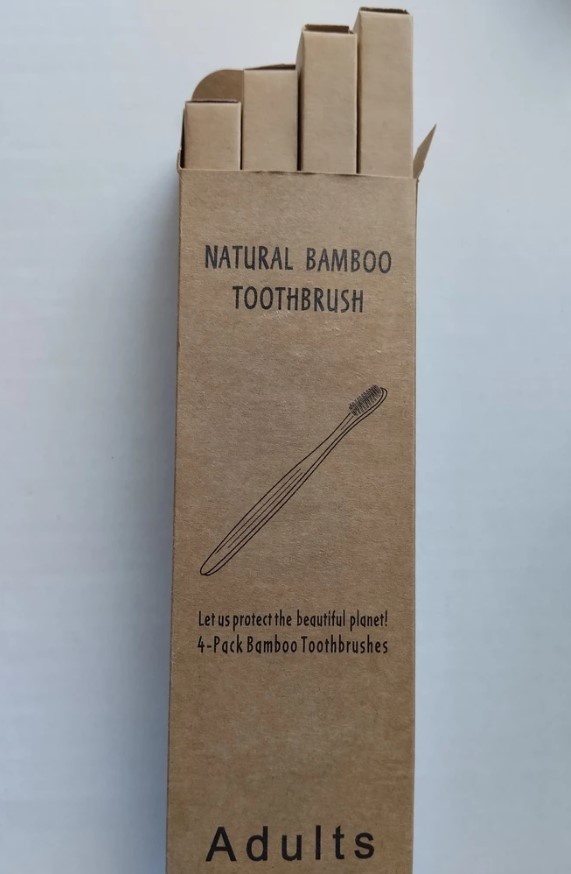 NATURAL BAMBOO
TOOTHBRUSH
Let us protect the beautiful planet!
4-Pack Bamboo Toothbrushes
Adults